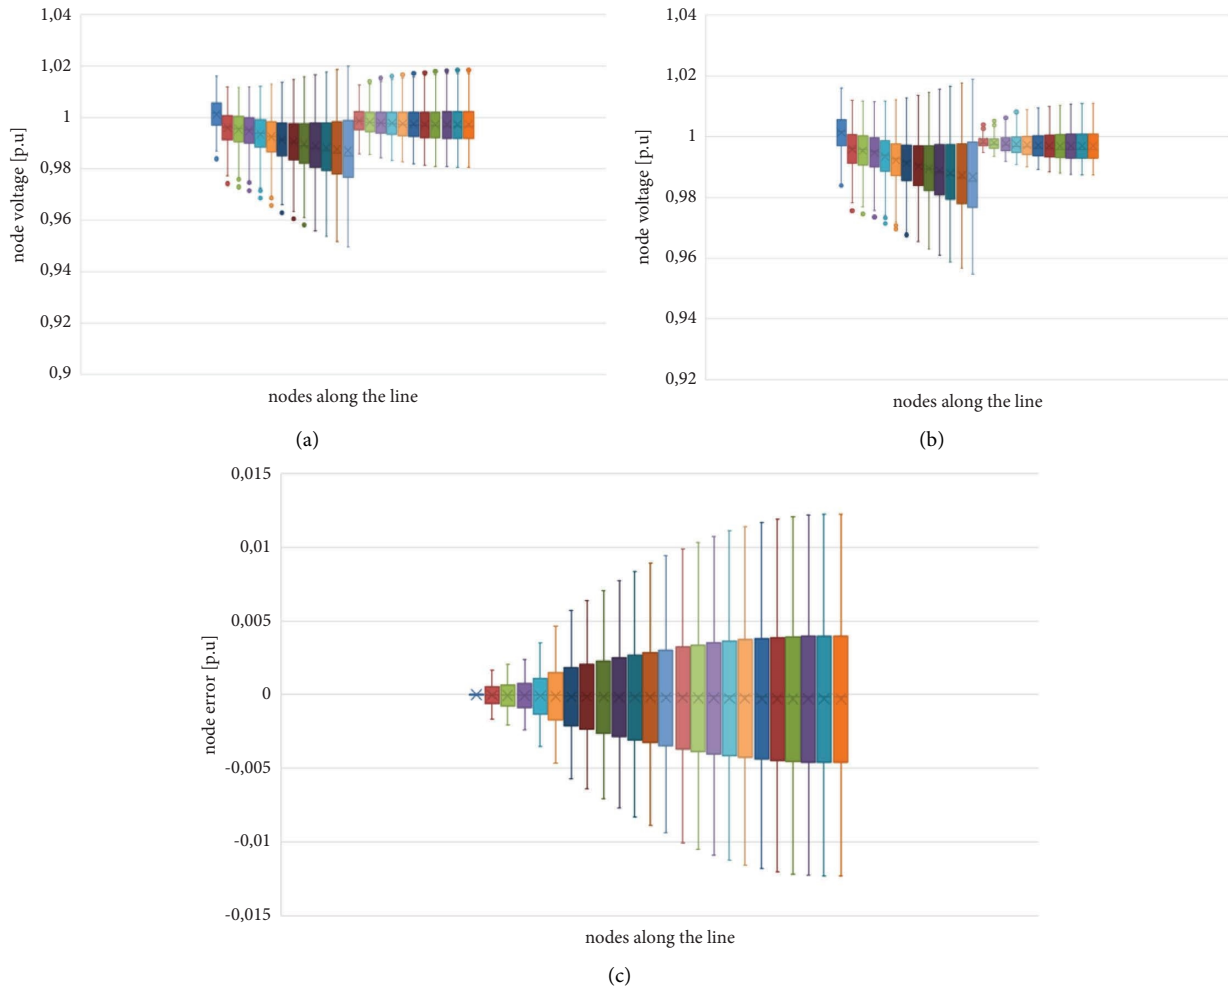 1,04
1,02
1
0,98
0,96
0,94
0,92
0,9
node voltage [p.u]
nodes along the line
(a)
1,04
1,02
1
0,98
0,96
0,94
0,92
node voltage [p.u]
nodes along the line
(b)
0,015
0,01
0,005
0
-0,005
-0,01
-0,015
node error [p.u]
nodes along the line
(c)